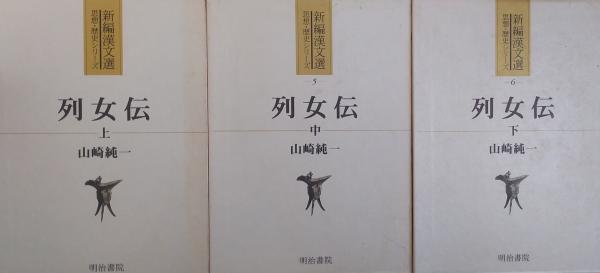 新編漢文選
思想・歴史シリーズ
列女伝
上
山崎純一
明治書院
新編漢文選
思想・歴史シリーズ
5
列女伝
中
山崎純一
明治書院
新編漢文選
思想・歴史シリーズ
-6-
列女伝
下
山崎純一
明治書院